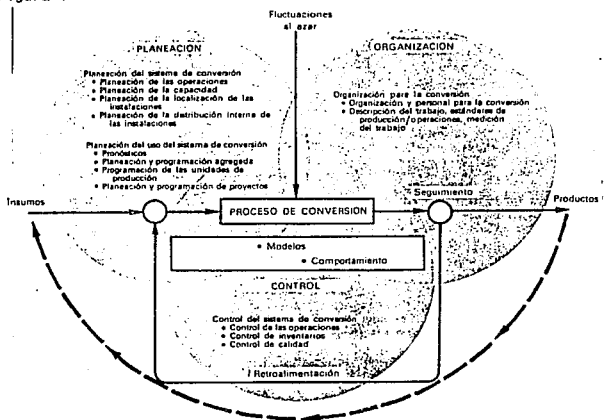 Fluctuaciones
al azar
PLANEACION
Planeación del sistema de conversión
• Planeación de las operaciones
• Planeación de la capacidad
• Planeación de la localización de las
instalaciones
• Planeación de la distribución interna de
las instalaciones
Planeación del uso del sistema de conversión
• Pronósticos
• Planeación y programación agregada
• Programación de las unidades de
producción
• Planeación y programación de proyectos
ORGANIZACION
Organización para la conversión
• Organización y personal para la conversión
• Descripción del trabajo, estándares de
producción/operaciones, medición
del trabajo
Insumos
PROCESO DE CONVERSION
Seguimiento
Productos
• Modelos
• Comportamiento
CONTROL
Control del sistema de conversión
• Control de las operaciones
• Control de inventarios
• Control de calidad
Retroalimentación